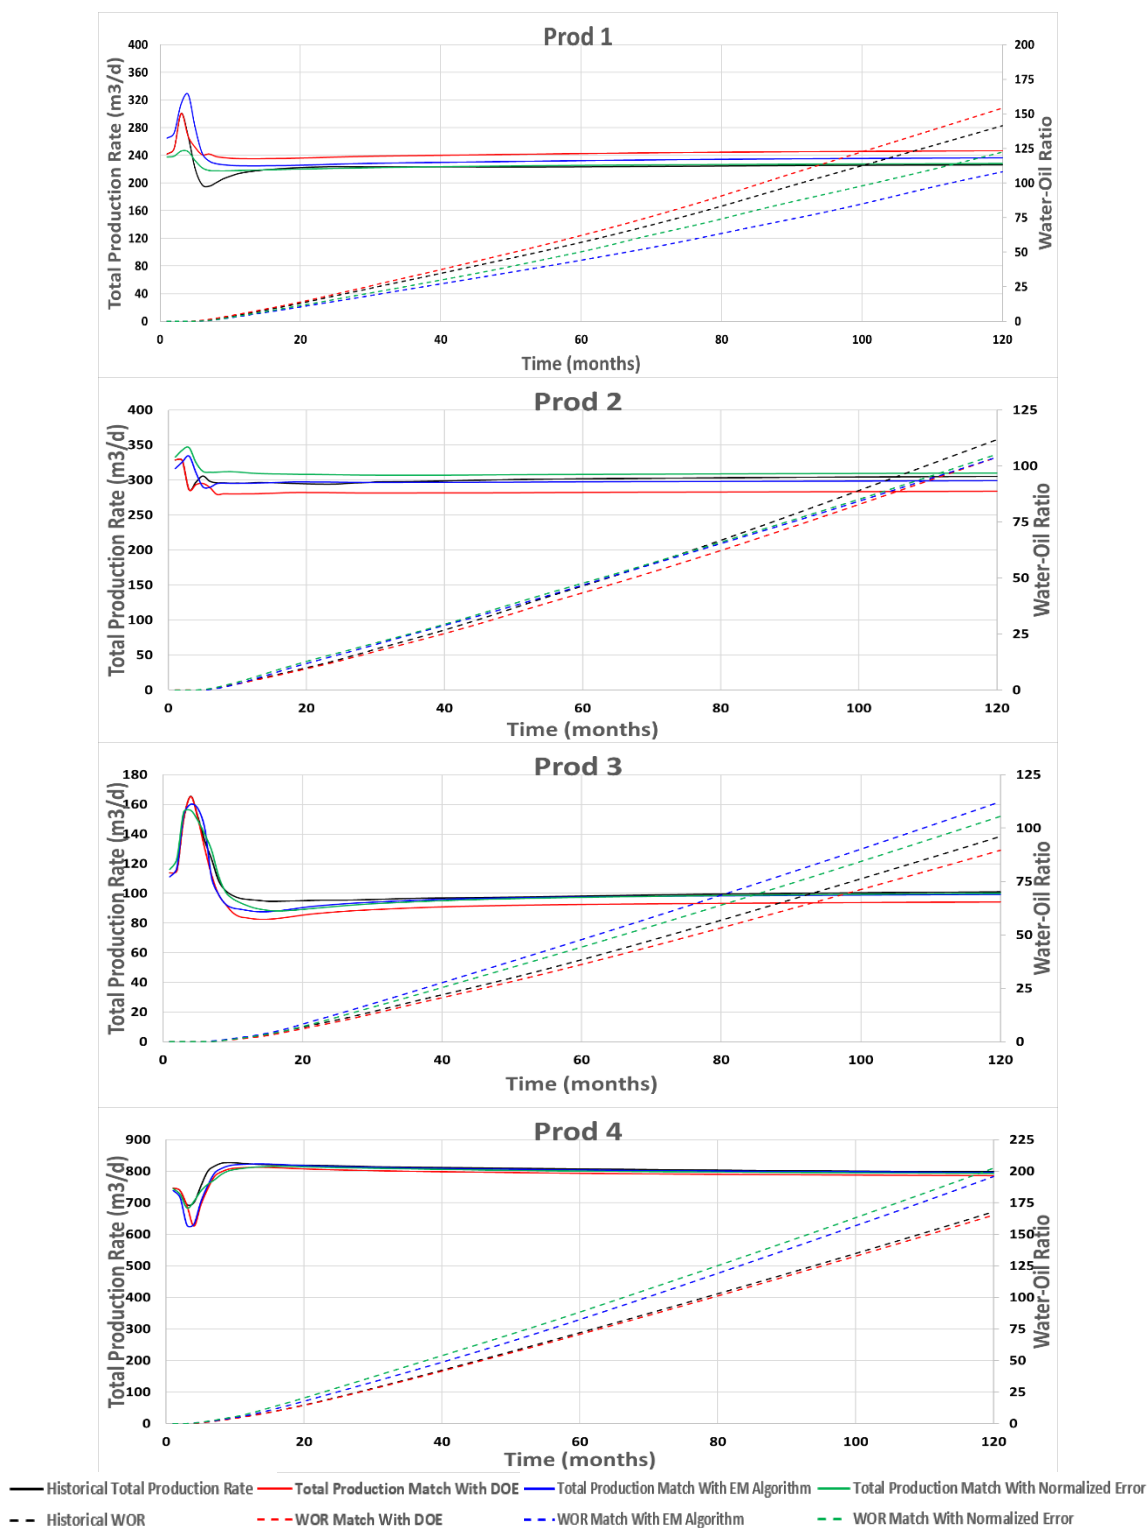 Prod 1
Total Production Rate (m3/d)
400 360 320 280 240 200 160 120 80 40 0
200 175 150 125 100 75 50 25 0
Water-Oil Ratio
0 20 40 60 80 100 120
Time (months)
Prod 2
Total Production Rate (m3/d)
400 350 300 250 200 150 100 50 0
125 100 75 50 25 0
Water-Oil Ratio
0 20 40 60 80 100 120
Time (months)
Prod 3
Total Production Rate (m3/d)
180 160 140 120 100 80 60 40 20 0
125 100 75 50 25 0
Water-Oil Ratio
0 20 40 60 80 100 120
Time (months)
Prod 4
Total Production Rate (m3/d)
900 800 700 600 500 400 300 200 100 0
225 200 175 150 125 100 75 50 25 0
Water-Oil Ratio
0 20 40 60 80 100 120
Time (months)
Historical Total Production Rate Total Production Match With DOE Total Production Match With EM Algorithm Total Production Match With Normalized Error
Historical WOR WOR Match With DOE WOR Match With EM Algorithm WOR Match With Normalized Error